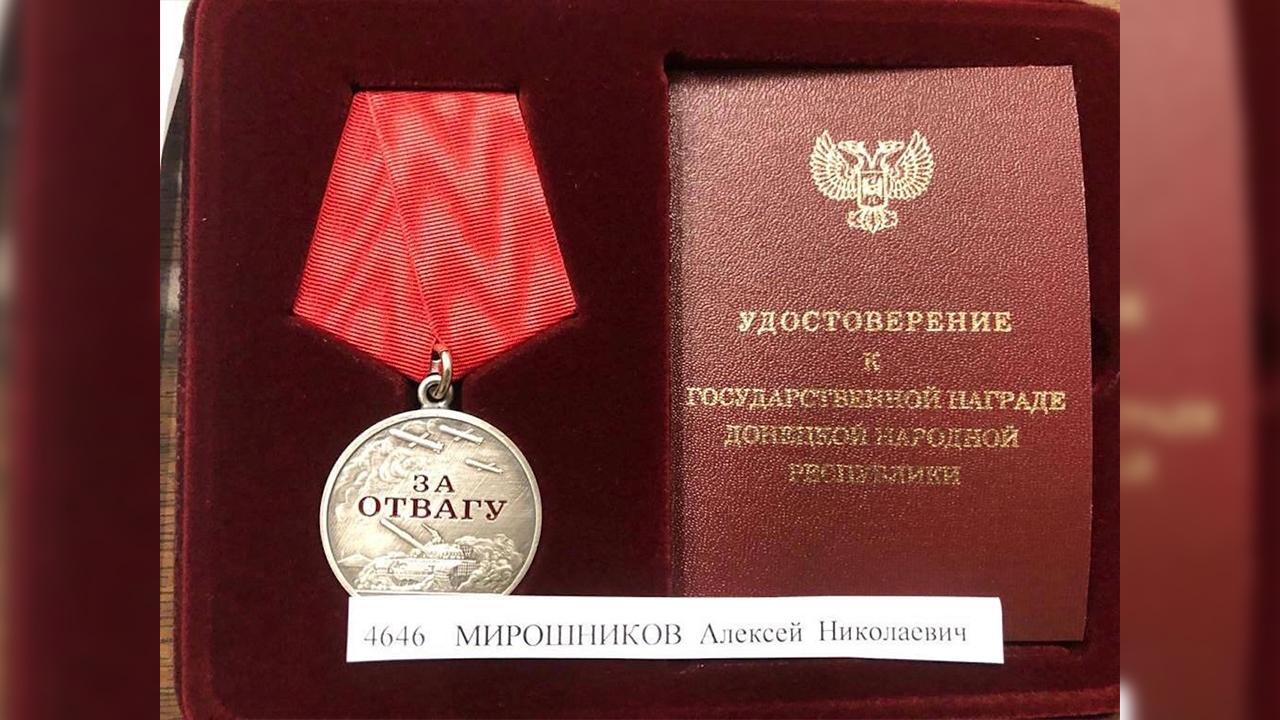 ЗА
ОТВАГУ
УДОСТОВЕРЕНИЕ
К
ГОСУДАРСТВЕННОЙ НАГРАДЕ
ДОНЕЦКОЙ НАРОДНОЙ
РЕСПУБЛИКИ
4646 МИРОШНИКОВ Алексей Николаевич